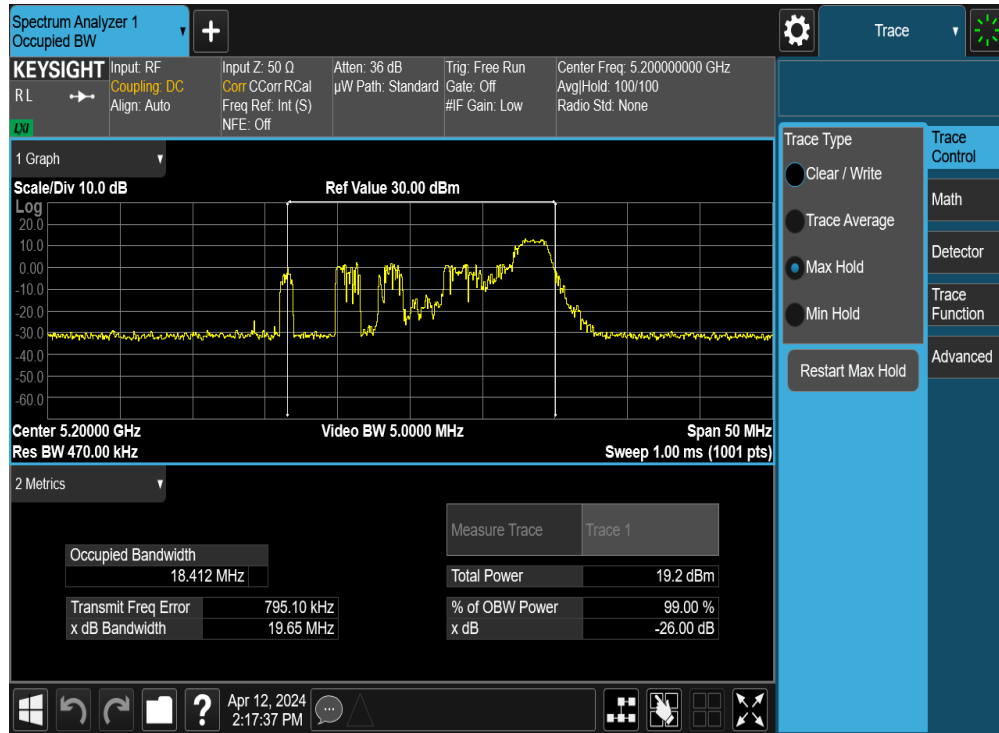 Spectrum Analyzer 1
Occupied BW
+
Trace
KEYSIGHT
RL
LXI
Input: RF
Coupling: DC
Align: Auto
Input Z: 50 Ω
Corr CCorr RCal
Freq Ref: Int (S)
NFE: Off
Atten: 36 dB
µW Path: Standard
Trig: Free Run
Gate: Off
#IF Gain: Low
Center Freq: 5.200000000 GHz
Avg|Hold: 100/100
Radio Std: None
1 Graph
Scale/Div 10.0 dB
Ref Value 30.00 dBm
Log
20.0
10.0
0.00
-10.0
-20.0
-30.0
-40.0
-50.0
-60.0
Center 5.20000 GHz
Video BW 5.0000 MHz
Span 50 MHz
Res BW 470.00 kHz
Sweep 1.00 ms (1001 pts)
2 Metrics
Measure Trace
Trace 1
Occupied Bandwidth
18.412 MHz
Total Power
19.2 dBm
Transmit Freq Error
795.10 kHz
% of OBW Power
99.00 %
x dB Bandwidth
19.65 MHz
x dB
-26.00 dB
Trace Type
Clear / Write
Trace Average
Max Hold
Min Hold
Restart Max Hold
Trace
Control
Math
Detector
Trace
Function
Advanced
?
Apr 12, 2024
2:17:37 PM